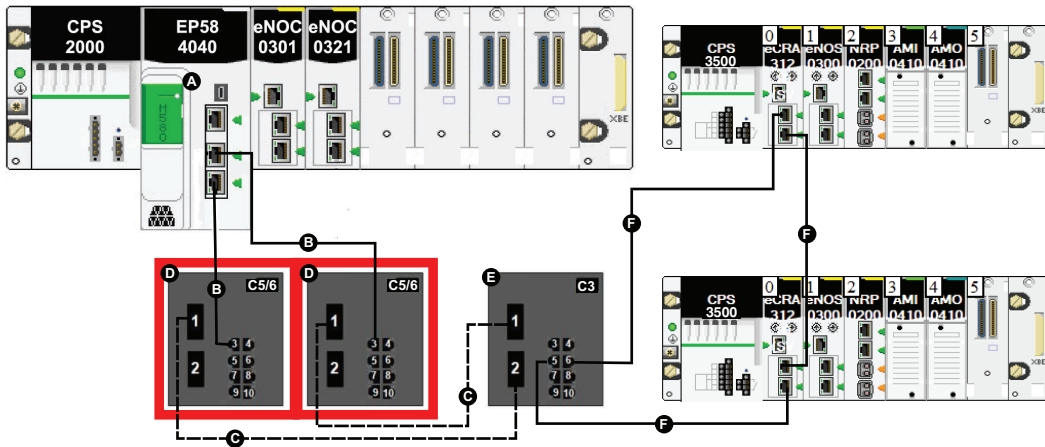 CPS 2000
EP58 4040
eNOC 0301
eNOC 0321
A
XBE
0 1 2 3 4 5
CPS 3500
eCRA 312
eNOS 0300
NRP 0200
AMI 0410
AMO 0410
S
XBE
F
F
B
B
D
C5/6
1
2
3 4
5 6
7 8
9 10
D
C5/6
1
2
3 4
5 6
7 8
9 10
E
C3
1
2
3 4
5 6
7 8
9 10
C
C
F
0 1 2 3 4 5
CPS 3500
eCRA 312
eNOS 0300
NRP 0200
AMI 0410
AMO 0410
S
XBE